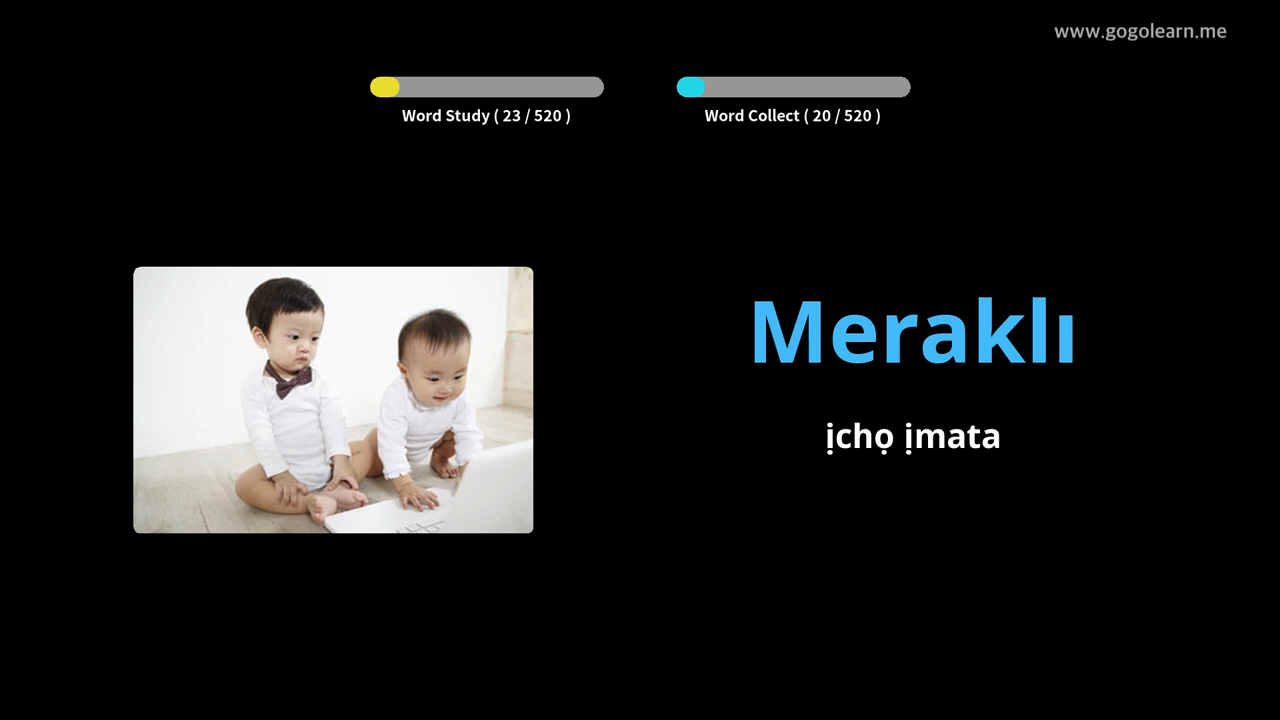 www.gogolearn.me
Word Study ( 23 / 520 )
Word Collect ( 20 / 520 )
Meraklı
ịchọ ịmata